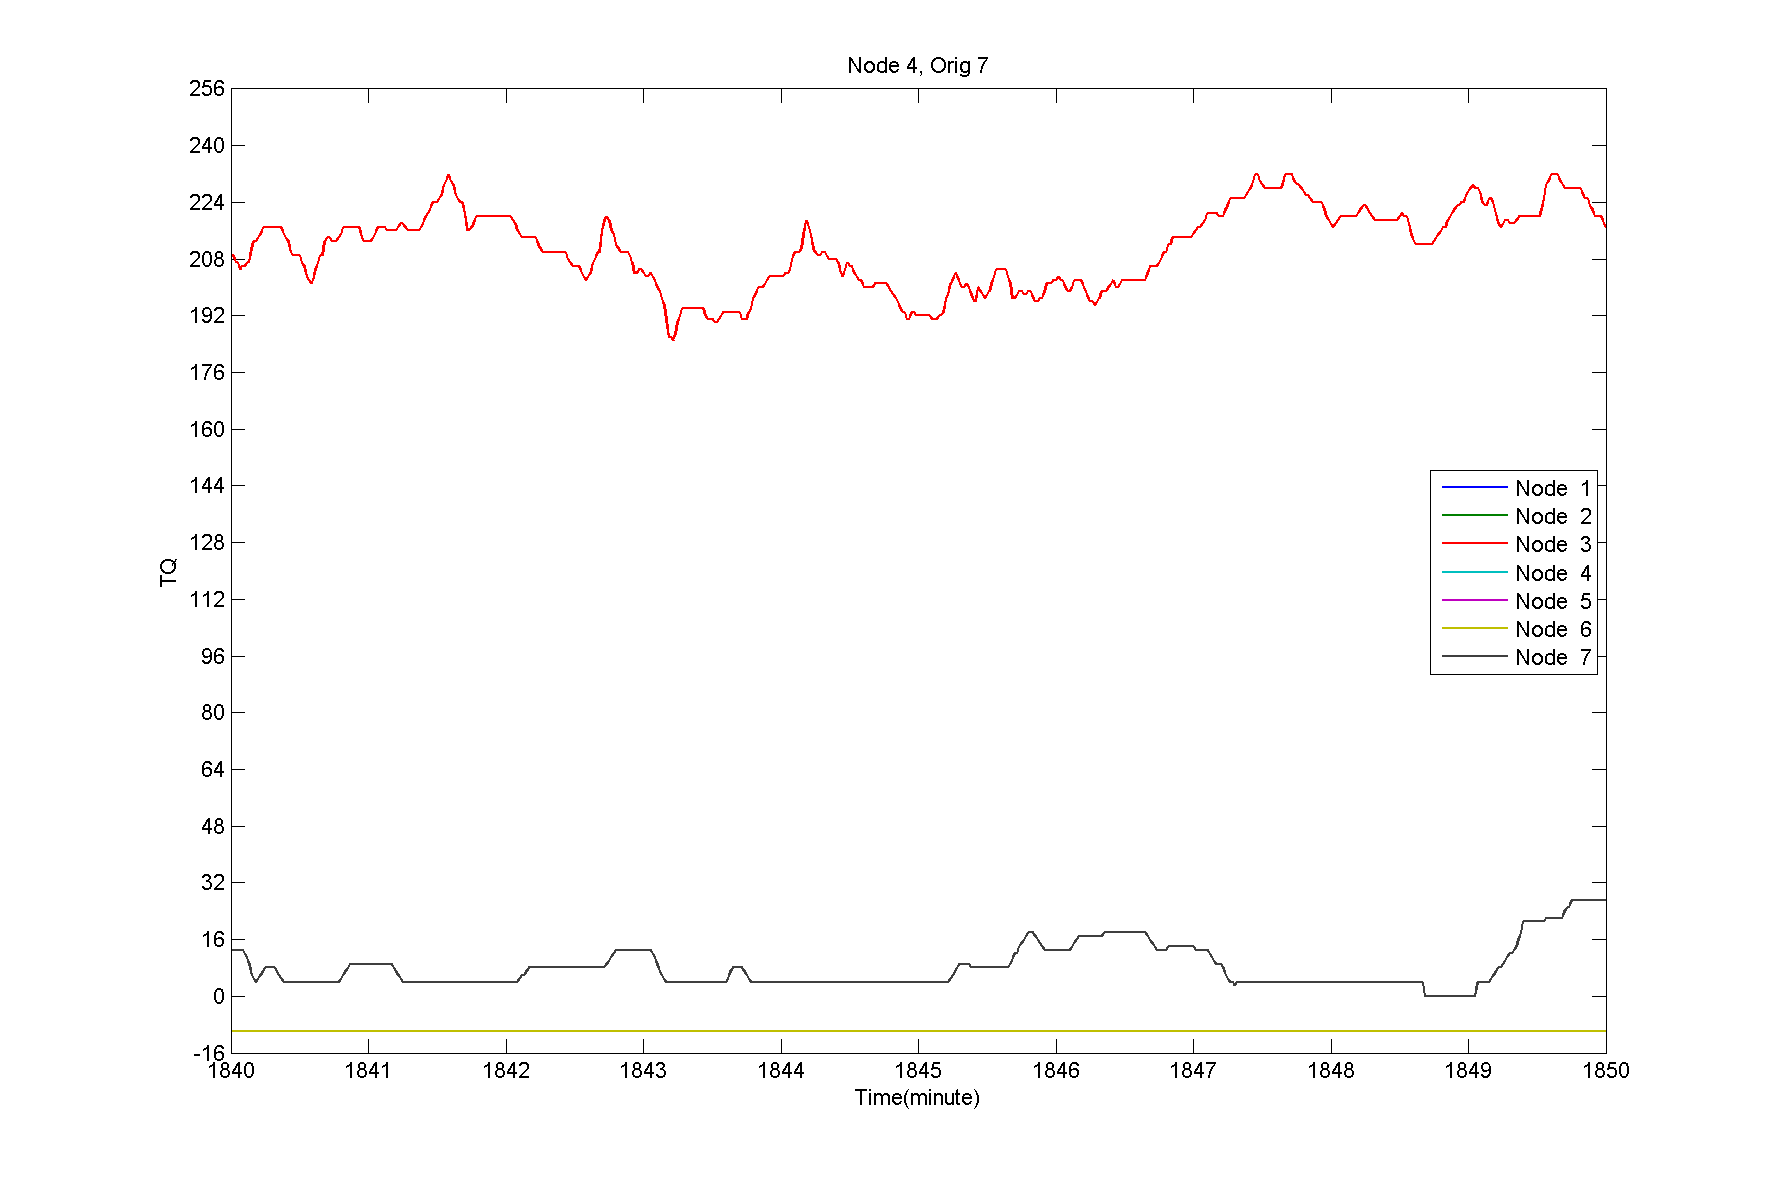 Node 4, Orig 7
256
240
224
208
192
176
160
144
128
112
96
80
64
48
32
16
0
-16
TQ
Node 1
Node 2
Node 3
Node 4
Node 5
Node 6
Node 7
1840 1841 1842 1843 1844 1845 1846 1847 1848 1849 1850
Time(minute)